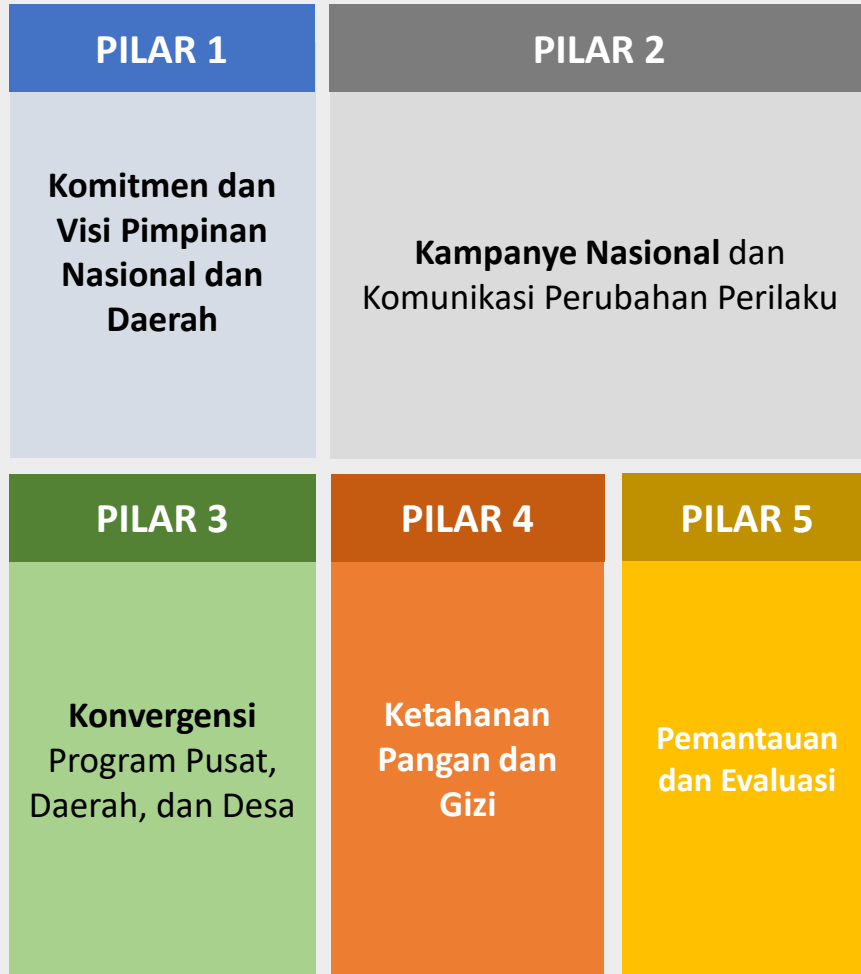 PILAR 1
Komitmen dan
Visi Pimpinan
Nasional dan
Daerah
PILAR 2
Kampanye Nasional dan
Komunikasi Perubahan Perilaku
PILAR 3
Konvergensi
Program Pusat,
Daerah, dan Desa
PILAR 4
Ketahanan
Pangan dan
Gizi
PILAR 5
Pemantauan
dan Evaluasi